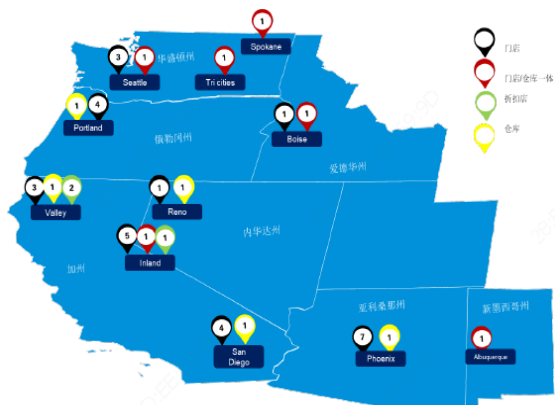 1
Spokane
门店
3
1
华盛顿州
1
Seattle
Tri cities
门店/仓库一体
折扣店
仓库
1
4
Portland
1
1
Boise
俄勒冈州
爱德华州
3
1
2
Valley
1
1
Reno
5
1
1
Inland
内华达州
加州
亚利桑那州
新墨西哥州
4
1
San
Diego
7
1
Phoenix
1
Albuquerque